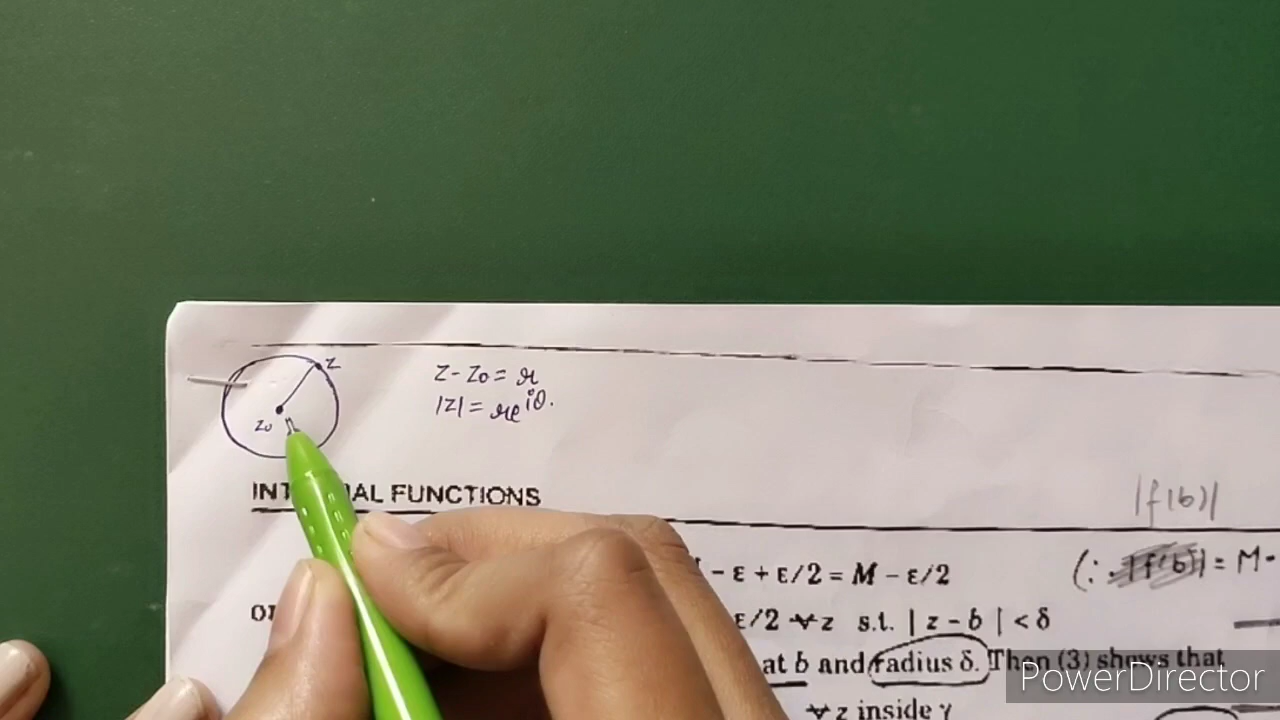 z
z₀
z - z₀ = r
|z| = re^iθ.
INT AL FUNCTIONS
|f(b)|
- ε + ε/2 = M - ε/2
(∵ |f(b)| = M -
or
ε/2 ∀ z s.t. | z - b | < δ
at b and radius δ. Then (3) shows that
∀ z inside γ
PowerDirector